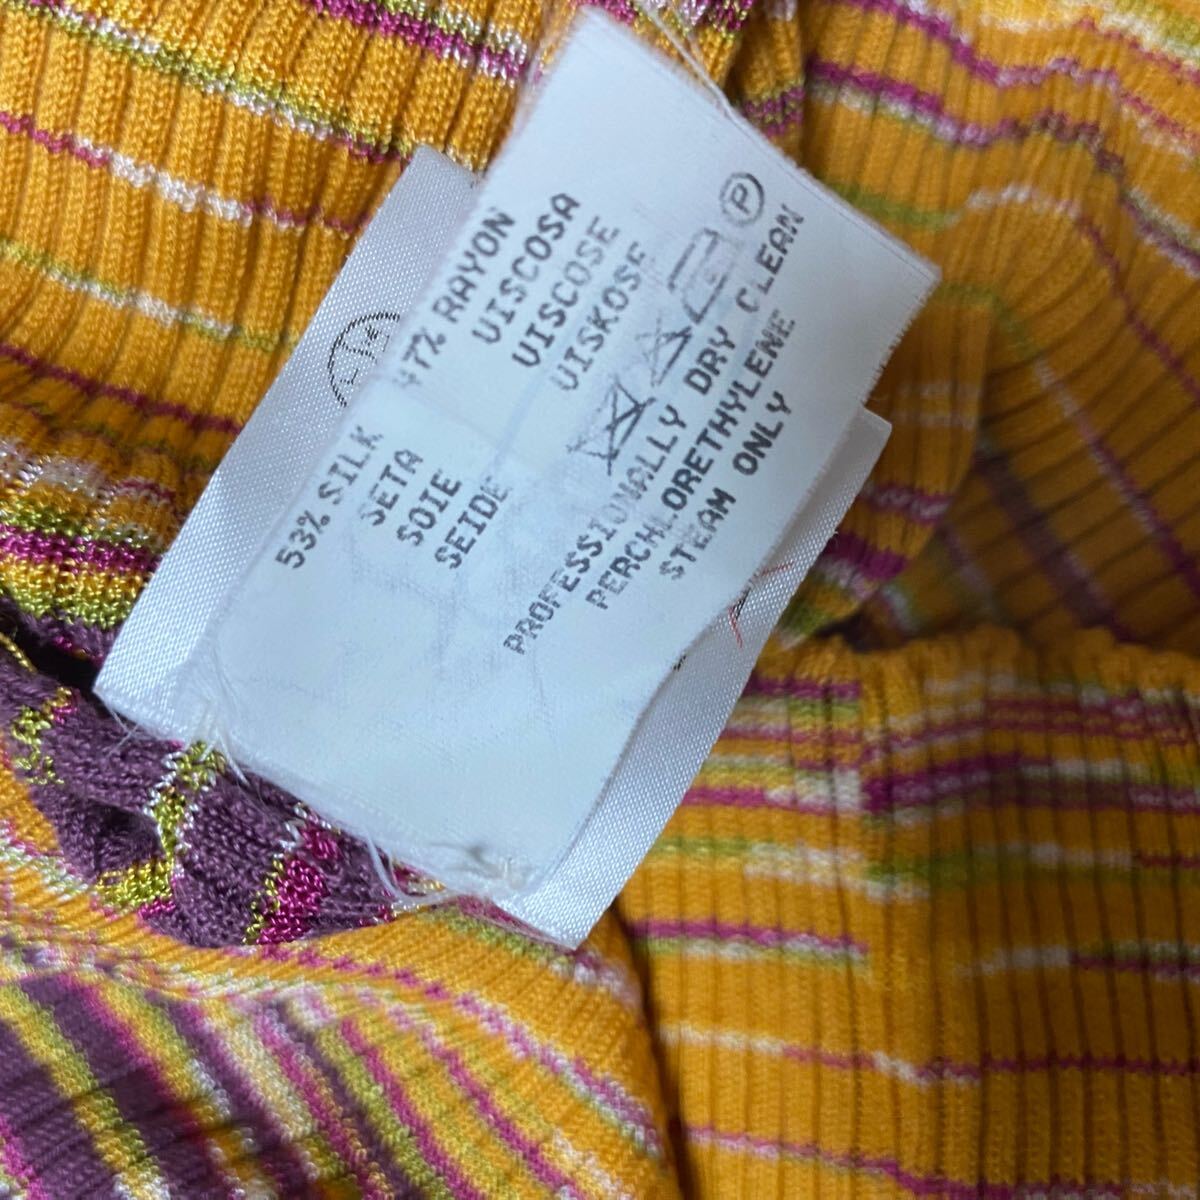 53% SILK 47% RAYON
SETA VISCOSA
SOIE VISCOSE
SEIDE VISKOSE
P
PROFESSIONALLY DRY CLEAN
PERCHLORETHYLENE
STEAM ONLY